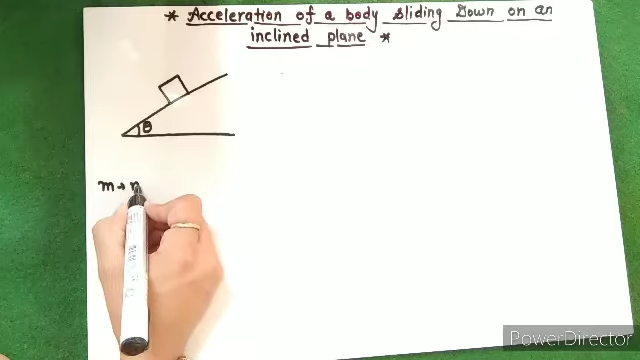 * Acceleration of a body sliding Down on an
inclined plane *
θ
m →
PowerDirector